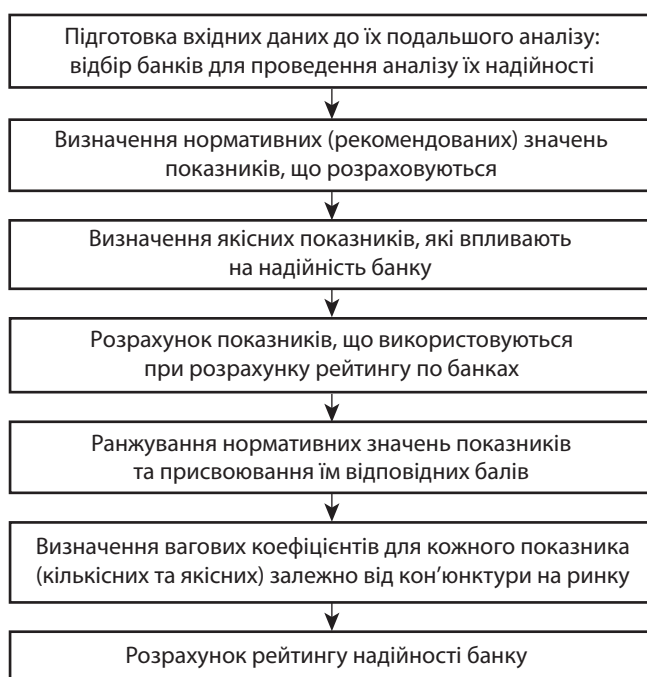 Підготовка вхідних даних до їх подальшого аналізу:
відбір банків для проведення аналізу їх надійності
Визначення нормативних (рекомендованих) значень
показників, що розраховуються
Визначення якісних показників, які впливають
на надійність банку
Розрахунок показників, що використовуються
при розрахунку рейтингу по банках
Ранжування нормативних значень показників
та присвоювання їм відповідних балів
Визначення вагових коефіцієнтів для кожного показника
(кількісних та якісних) залежно від кон’юнктури на ринку
Розрахунок рейтингу надійності банку